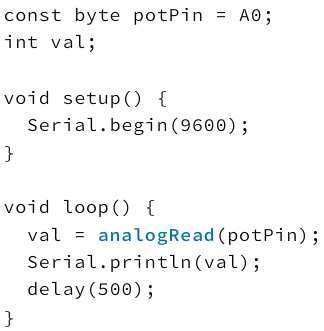 const byte potPin = A0;
int val;

void setup() {
  Serial.begin(9600);
}

void loop() {
  val = analogRead(potPin);
  Serial.println(val);
  delay(500);
}